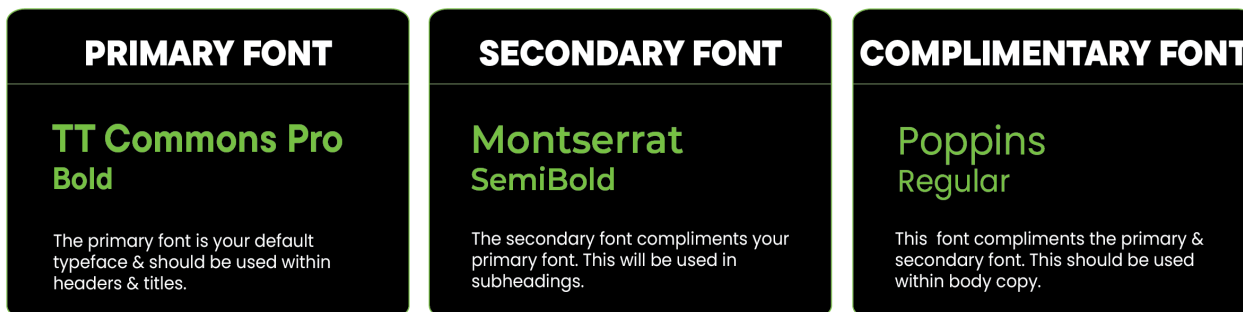 PRIMARY FONT
TT Commons Pro
Bold
The primary font is your default
typeface & should be used within
headers & titles.
SECONDARY FONT
Montserrat
SemiBold
The secondary font compliments your
primary font. This will be used in
subheadings.
COMPLIMENTARY FONT
Poppins
Regular
This  font compliments the primary &
secondary font. This should be used
within body copy.